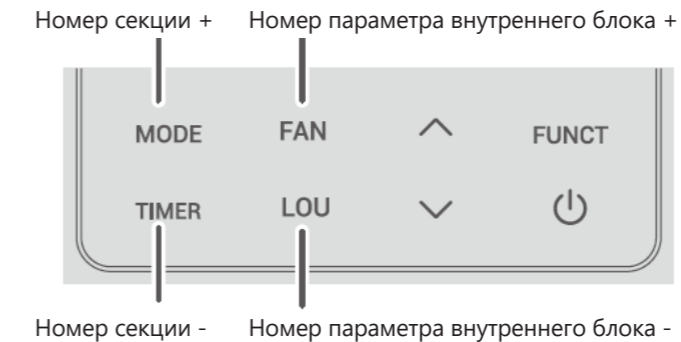 Номер секции + Номер параметра внутреннего блока +
MODE FAN FUNCT
TIMER LOU
Номер секции - Номер параметра внутреннего блока -